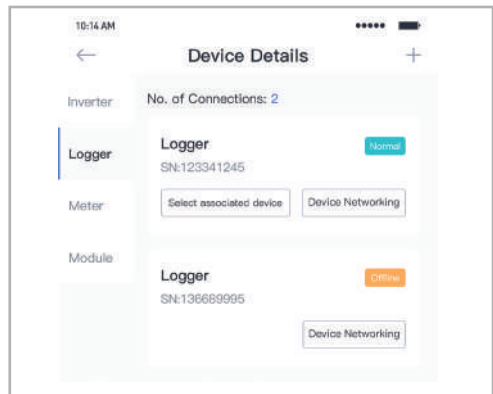 10:14 AM
Device Details
Inverter
Logger
Meter
Module
No. of Connections: 2
Logger
Normal
SN:123341245
Select associated device
Device Networking
Logger
Offline
SN:136689995
Device Networking